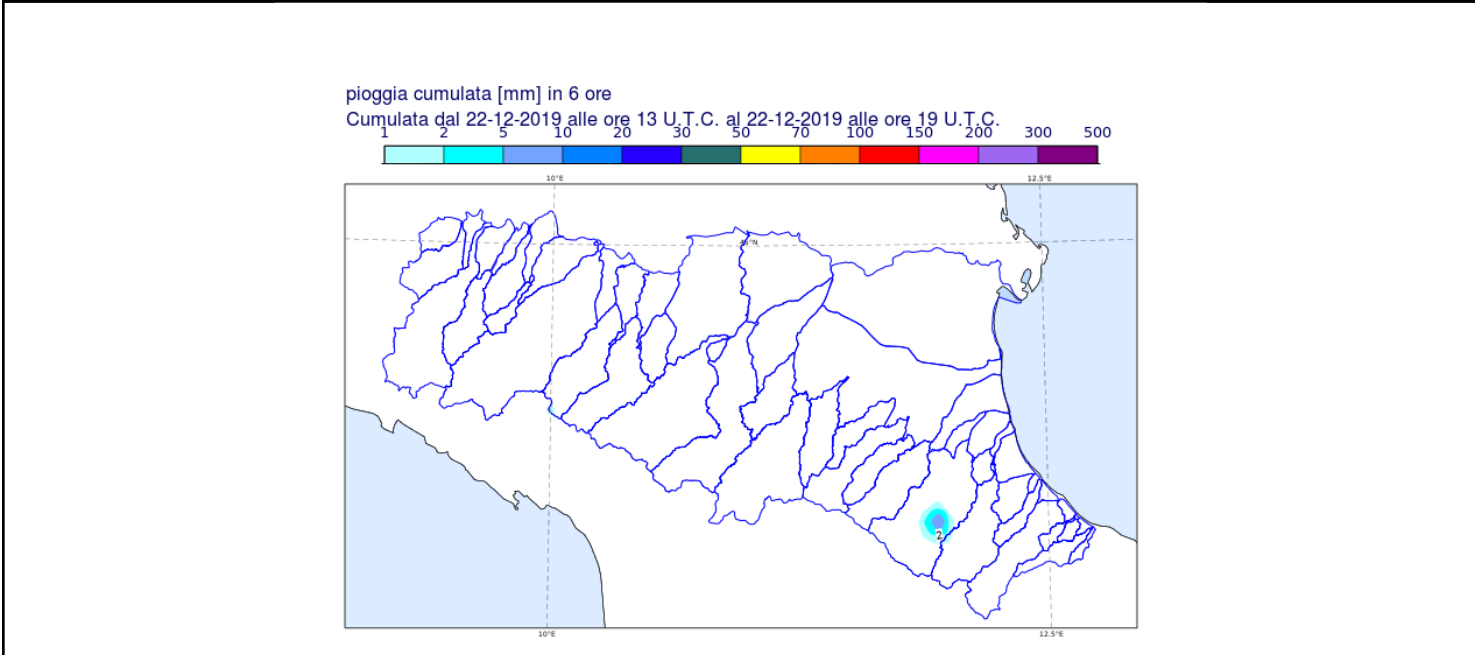 pioggia cumulata [mm] in 6 ore
Cumulata dal 22-12-2019 alle ore 13 U.T.C. al 22-12-2019 alle ore 19 U.T.C.
1 2 5 10 20 30 50 70 100 150 200 300 500
10°E 12.5°E
45°N
2
10°E 12.5°E